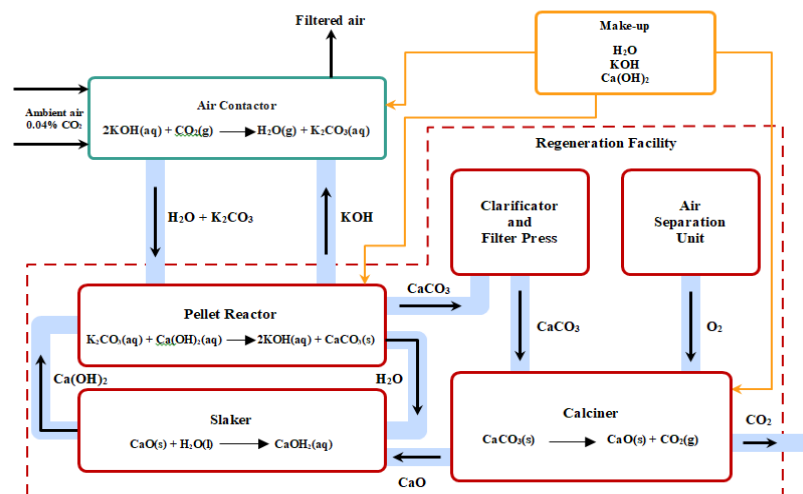 Filtered air
Make-up
H₂O
KOH
Ca(OH)₂
Ambient air
0.04% CO₂
Air Contactor
2KOH(aq) + CO₂(g) ⟶ H₂O(g) + K₂CO₃(aq)
Regeneration Facility
H₂O + K₂CO₃
KOH
Clarificator
and
Filter Press
Air
Separation
Unit
Pellet Reactor
K₂CO₃(aq) + Ca(OH)₂(aq) ⟶ 2KOH(aq) + CaCO₃(s)
CaCO₃
CaCO₃
O₂
Ca(OH)₂
H₂O
Slaker
CaO(s) + H₂O(l) ⟶ CaOH₂(aq)
Calciner
CaCO₃(s) ⟶ CaO(s) + CO₂(g)
CO₂
CaO